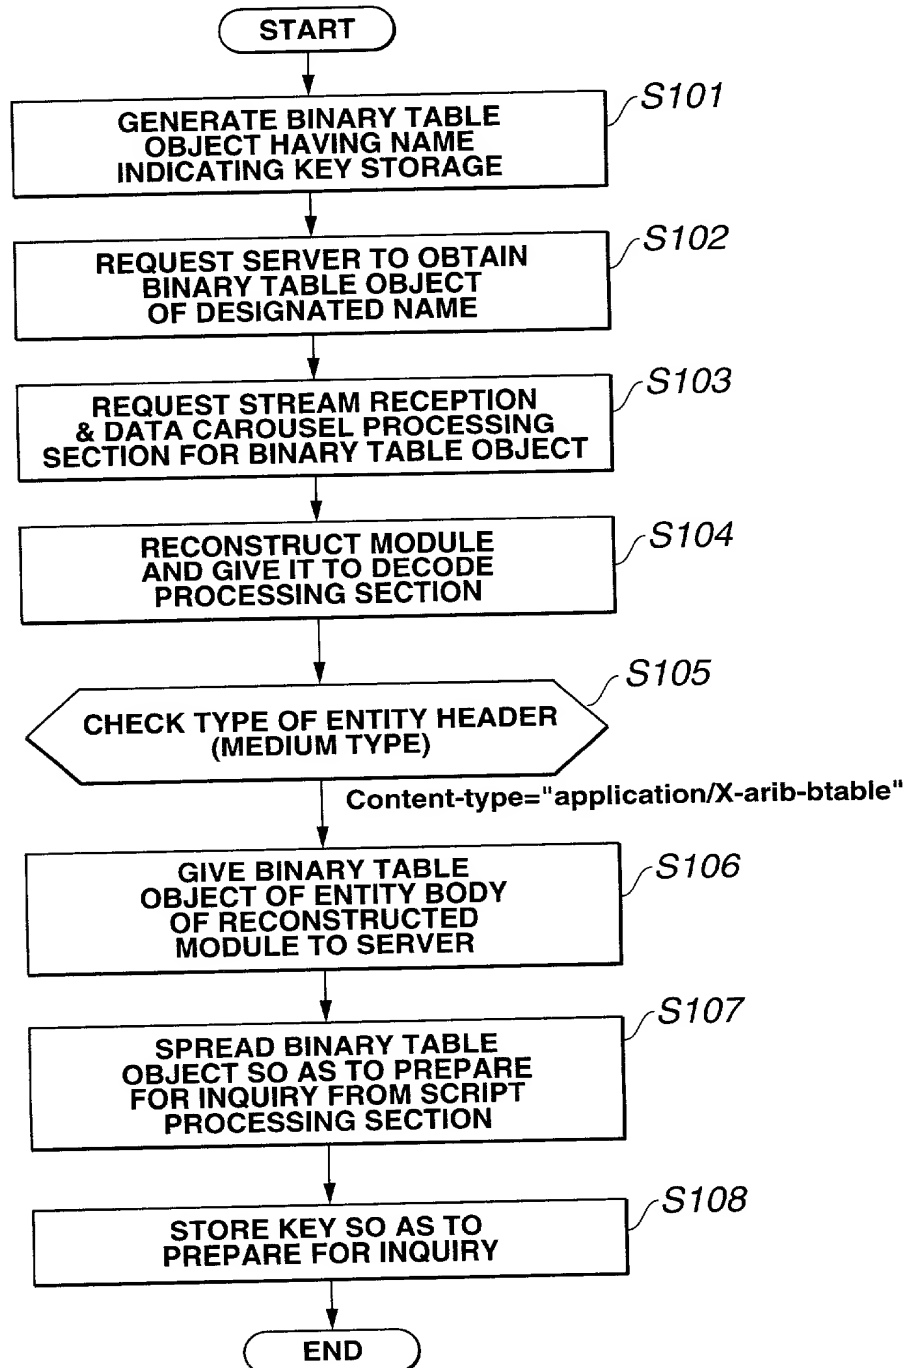 START
S101
GENERATE BINARY TABLE
OBJECT HAVING NAME
INDICATING KEY STORAGE
S102
REQUEST SERVER TO OBTAIN
BINARY TABLE OBJECT
OF DESIGNATED NAME
S103
REQUEST STREAM RECEPTION
& DATA CAROUSEL PROCESSING
SECTION FOR BINARY TABLE OBJECT
S104
RECONSTRUCT MODULE
AND GIVE IT TO DECODE
PROCESSING SECTION
S105
CHECK TYPE OF ENTITY HEADER
(MEDIUM TYPE)
Content-type="application/X-arib-btable"
S106
GIVE BINARY TABLE
OBJECT OF ENTITY BODY
OF RECONSTRUCTED
MODULE TO SERVER
S107
SPREAD BINARY TABLE
OBJECT SO AS TO PREPARE
FOR INQUIRY FROM SCRIPT
PROCESSING SECTION
S108
STORE KEY SO AS TO
PREPARE FOR INQUIRY
END